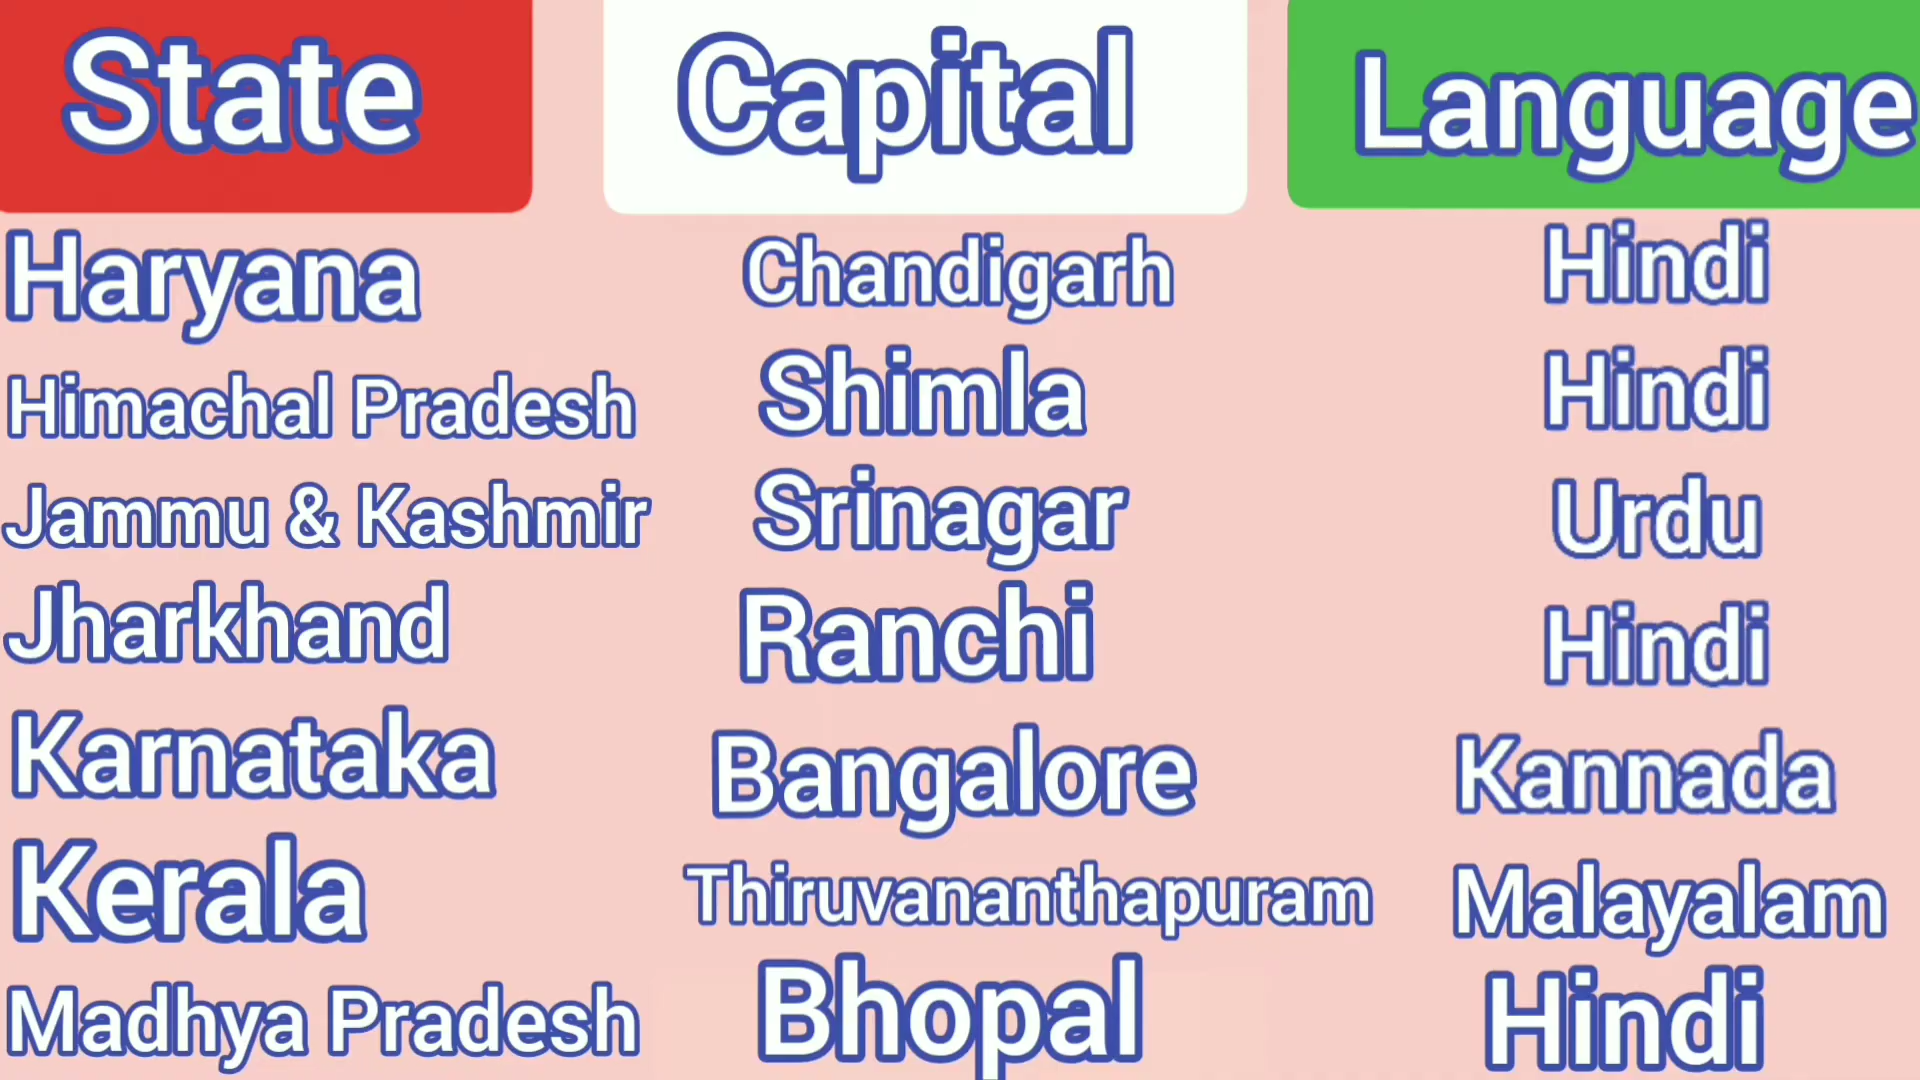 State Capital Language
Haryana Chandigarh Hindi
Himachal Pradesh Shimla Hindi
Jammu & Kashmir Srinagar Urdu
Jharkhand Ranchi Hindi
Karnataka Bangalore Kannada
Kerala Thiruvananthapuram Malayalam
Madhya Pradesh Bhopal Hindi